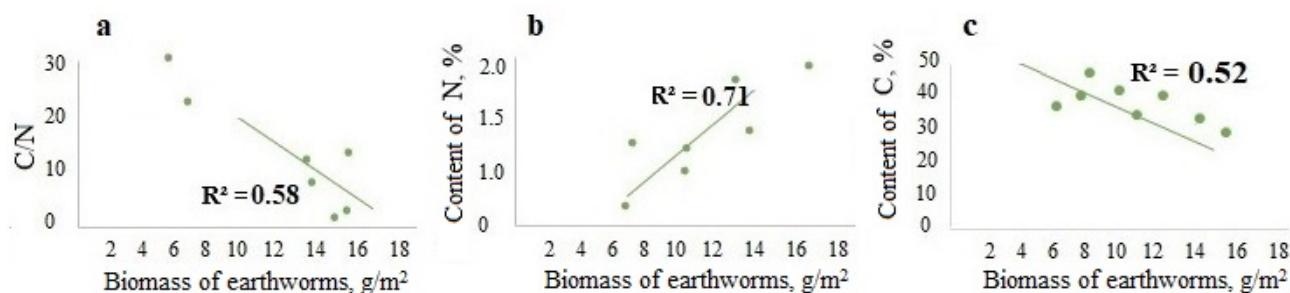 a
C/N
30
20
10
0
R² = 0.58
2 4 6 8 10 14 16 18
Biomass of earthworms, g/m²
b
Content of N, %
2.0
1.5
1.0
0
R² = 0.71
2 4 6 8 10 12 14 16 18
Biomass of earthworms, g/m²
c
Content of C, %
50
40
30
20
10
0
R² = 0.52
2 4 6 8 10 12 14 16 18
Biomass of earthworms, g/m²